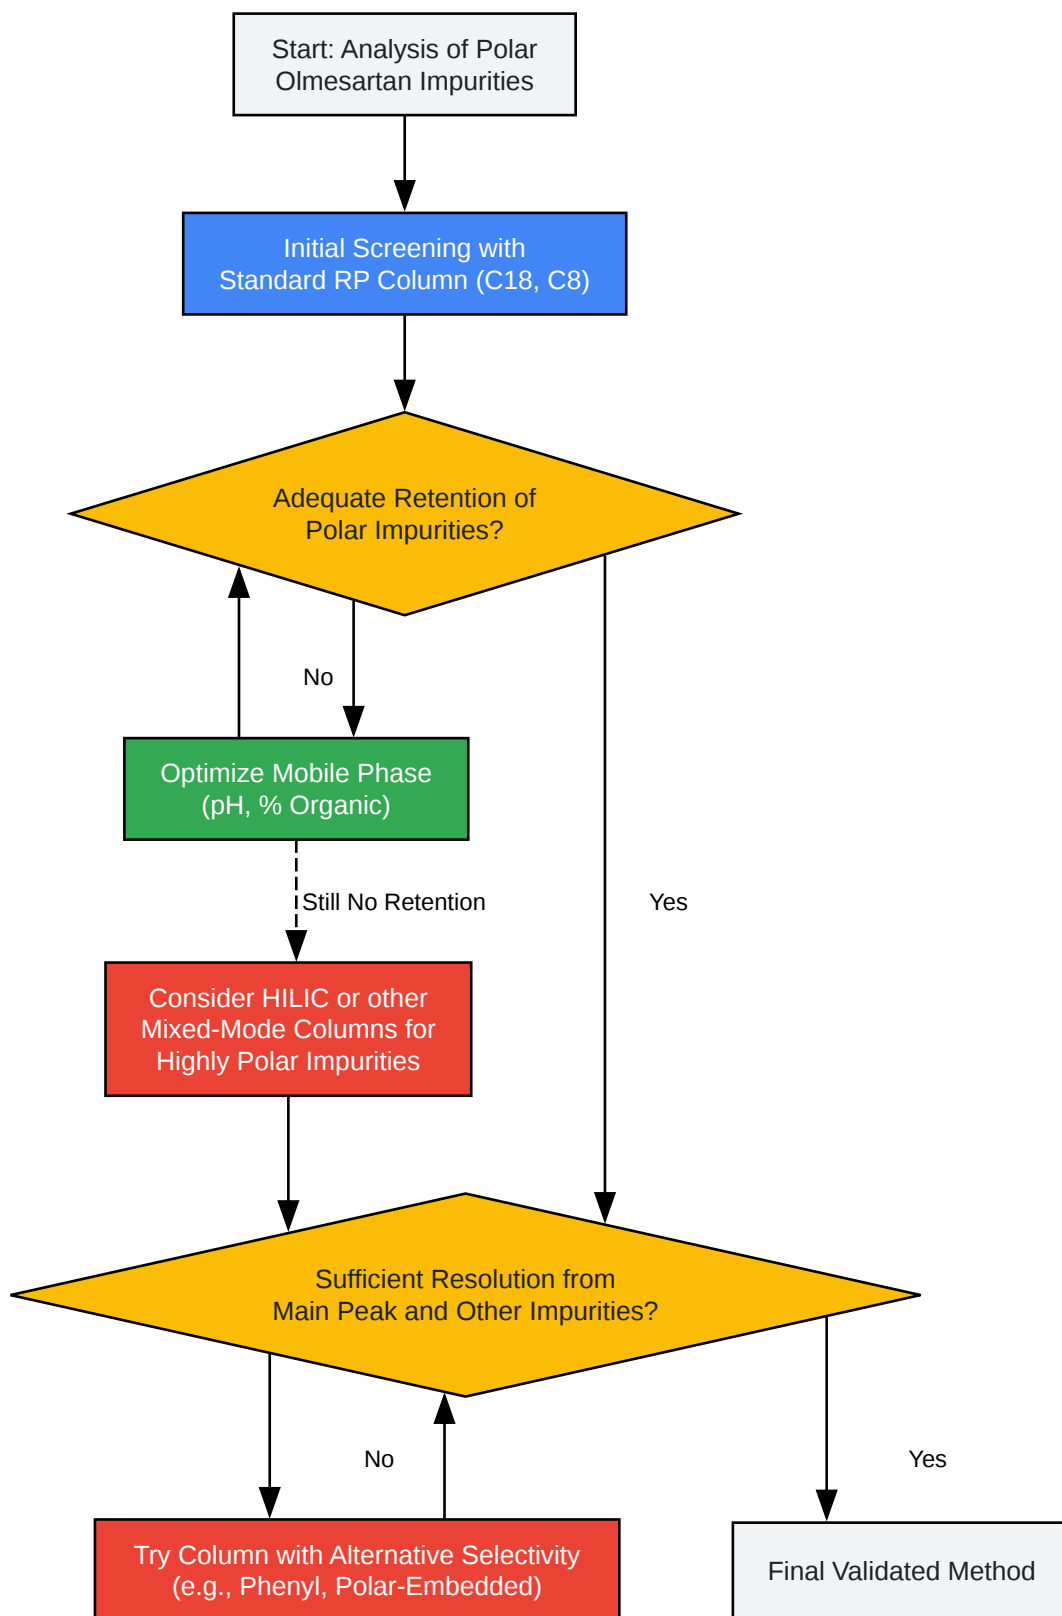 Start: Analysis of Polar
Olmesartan Impurities
Initial Screening with
Standard RP Column (C18, C8)
Adequate Retention of
Polar Impurities?
No
Optimize Mobile Phase
(pH, % Organic)
Still No Retention
Yes
Consider HILIC or other
Mixed-Mode Columns for
Highly Polar Impurities
Sufficient Resolution from
Main Peak and Other Impurities?
No
Yes
Try Column with Alternative Selectivity
(e.g., Phenyl, Polar-Embedded)
Final Validated Method